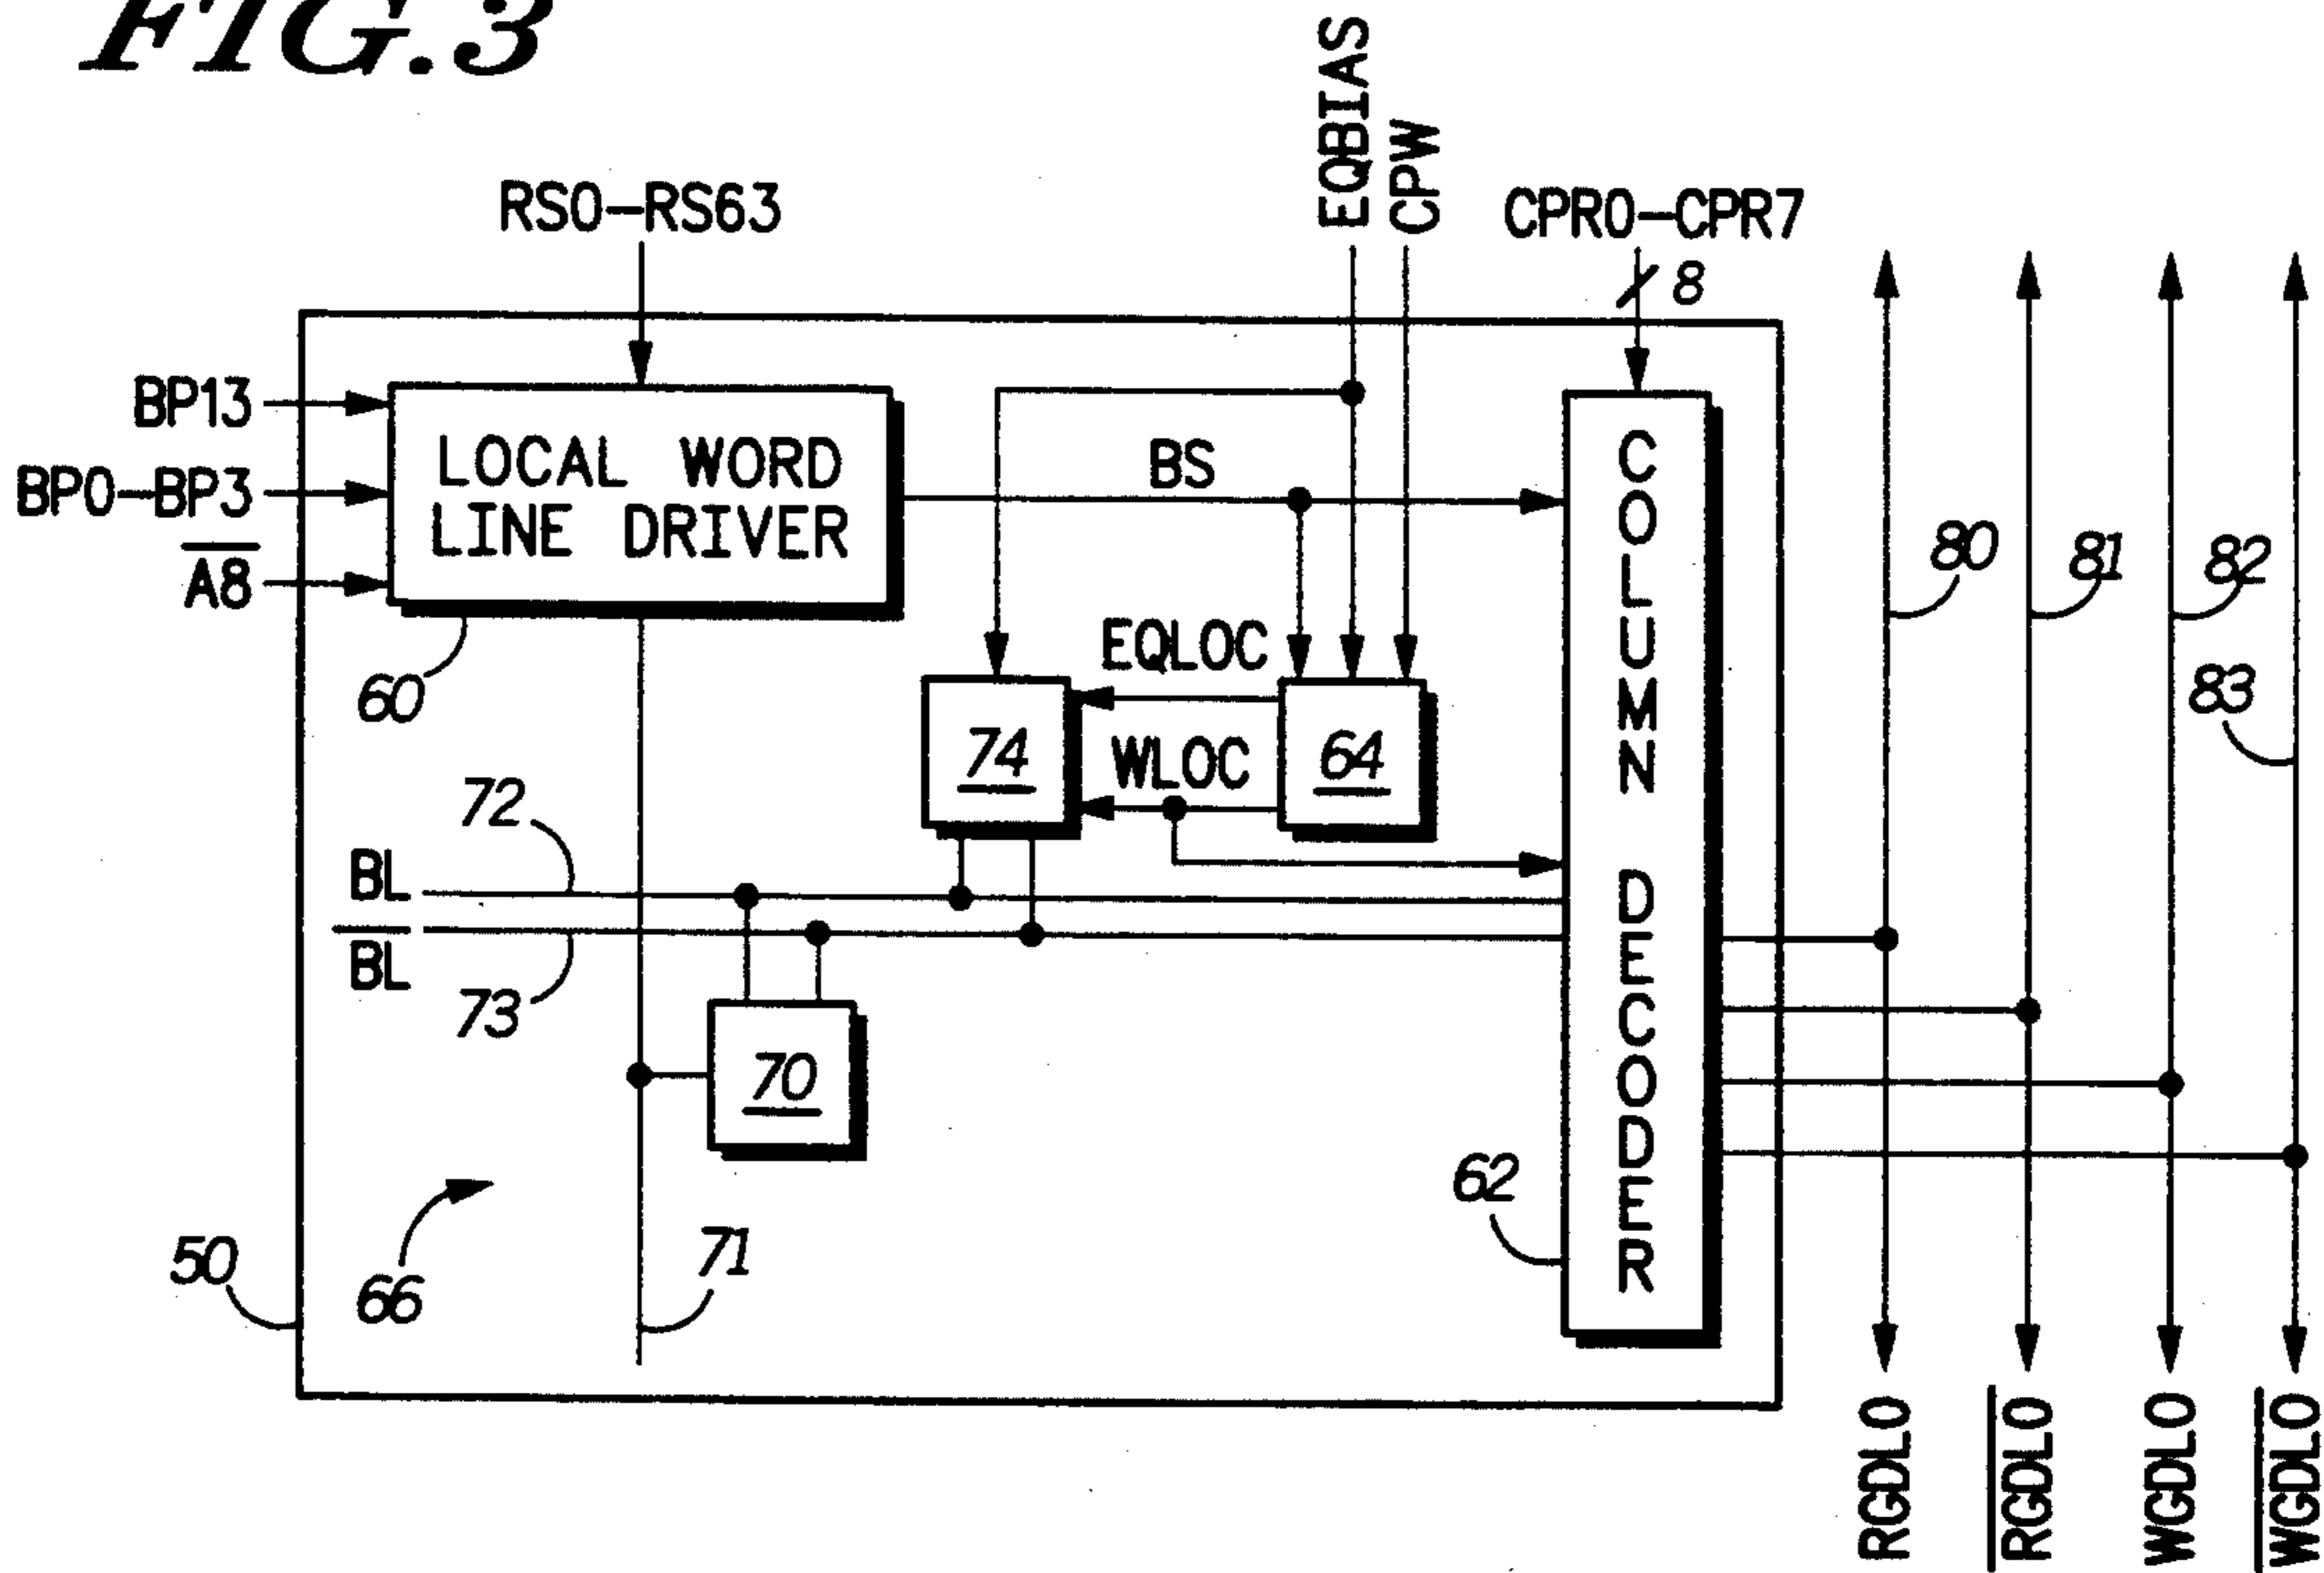 FIG.3
EQBIAS
CPW
RS0-RS63
CPR0-CPR7
8
BP13
BP0-BP3
A8
LOCAL WORD
LINE DRIVER
BS
COLUMN DECODER
80
81
82
83
60
EQLOC
WLOC
74
64
72
BL
BL
73
70
62
50
66
71
RGDL0
RGDL0
WGDL0
WGDL0